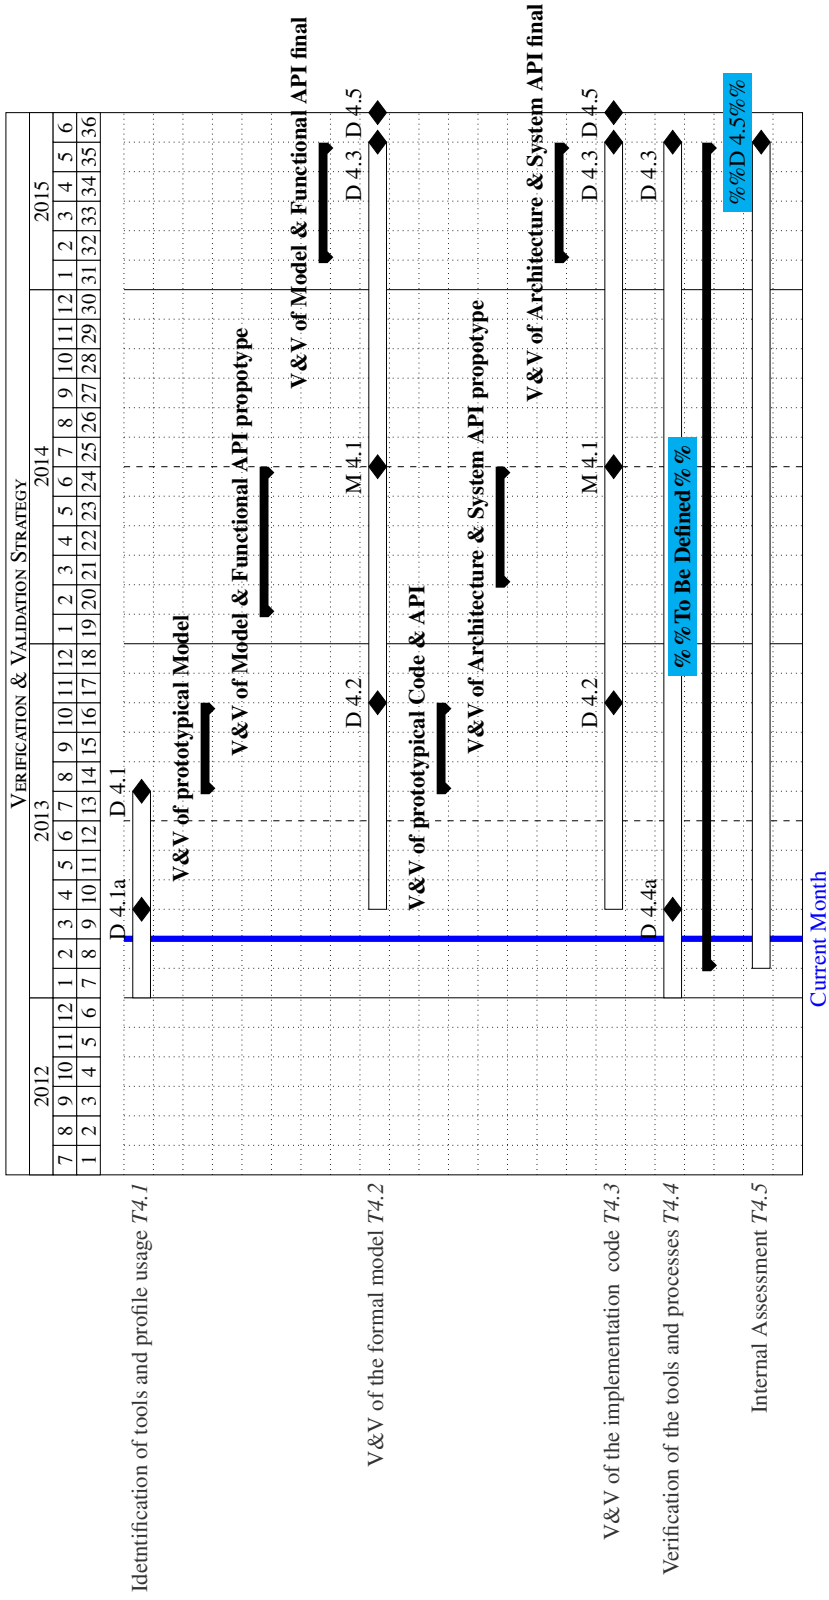 VERIFICATION & VALIDATION STRATEGY
2012 2013 2014 2015
7 8 9 10 11 12 1 2 3 4 5 6 7 8 9 10 11 12 1 2 3 4 5 6 7 8 9 10 11 12 1 2 3 4 5 6
1 2 3 4 5 6 7 8 9 10 11 12 13 14 15 16 17 18 19 20 21 22 23 24 25 26 27 28 29 30 31 32 33 34 35 36
D 4.1a D 4.1
Idetntification of tools and profile usage T4.1
V&V of prototypical Model
V&V of Model & Functional API propotype
V&V of Model & Functional API final
D 4.2 M 4.1 D 4.3 D 4.5
V&V of the formal model T4.2
V&V of prototypical Code & API
V&V of Architecture & System API propotype
V&V of Architecture & System API final
D 4.2 M 4.1 D 4.3 D 4.5
V&V of the implementation code T4.3
D 4.4a D 4.3
Verification of the tools and processes T4.4
%%To Be Defined%%
%%D 4.5%%
Internal Assessment T4.5
Current Month